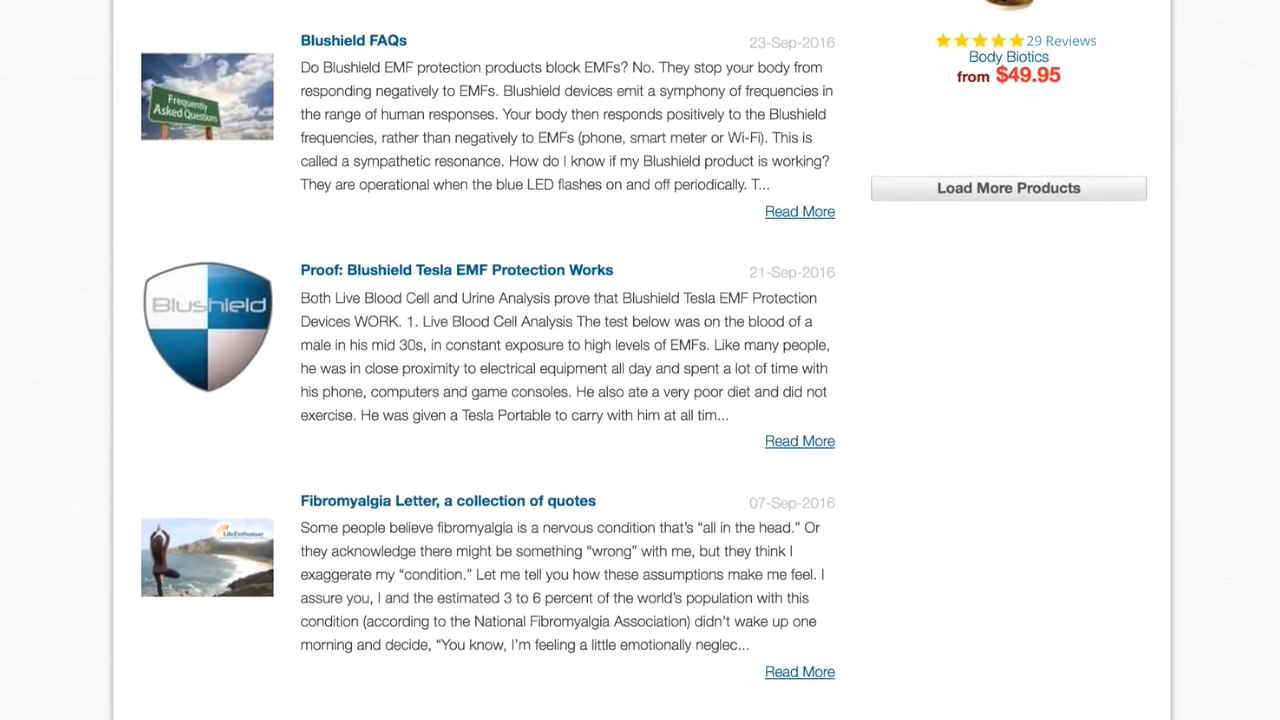 Blushield FAQs
23-Sep-2016
Frequently
Asked Questions
Do Blushield EMF protection products block EMFs? No. They stop your body from
responding negatively to EMFs. Blushield devices emit a symphony of frequencies in
the range of human responses. Your body then responds positively to the Blushield
frequencies, rather than negatively to EMFs (phone, smart meter or Wi-Fi). This is
called a sympathetic resonance. How do I know if my Blushield product is working?
They are operational when the blue LED flashes on and off periodically. T...
Read More
Proof: Blushield Tesla EMF Protection Works
21-Sep-2016
Blushield
Both Live Blood Cell and Urine Analysis prove that Blushield Tesla EMF Protection
Devices WORK. 1. Live Blood Cell Analysis The test below was on the blood of a
male in his mid 30s, in constant exposure to high levels of EMFs. Like many people,
he was in close proximity to electrical equipment all day and spent a lot of time with
his phone, computers and game consoles. He also ate a very poor diet and did not
exercise. He was given a Tesla Portable to carry with him at all tim...
Read More
Fibromyalgia Letter, a collection of quotes
07-Sep-2016
LifeEnthusiast
Some people believe fibromyalgia is a nervous condition that's “all in the head.” Or
they acknowledge there might be something “wrong” with me, but they think I
exaggerate my “condition.” Let me tell you how these assumptions make me feel. I
assure you, I and the estimated 3 to 6 percent of the world's population with this
condition (according to the National Fibromyalgia Association) didn't wake up one
morning and decide, “You know, I'm feeling a little emotionally neglec...
Read More
29 Reviews
Body Biotics
from $49.95
Load More Products